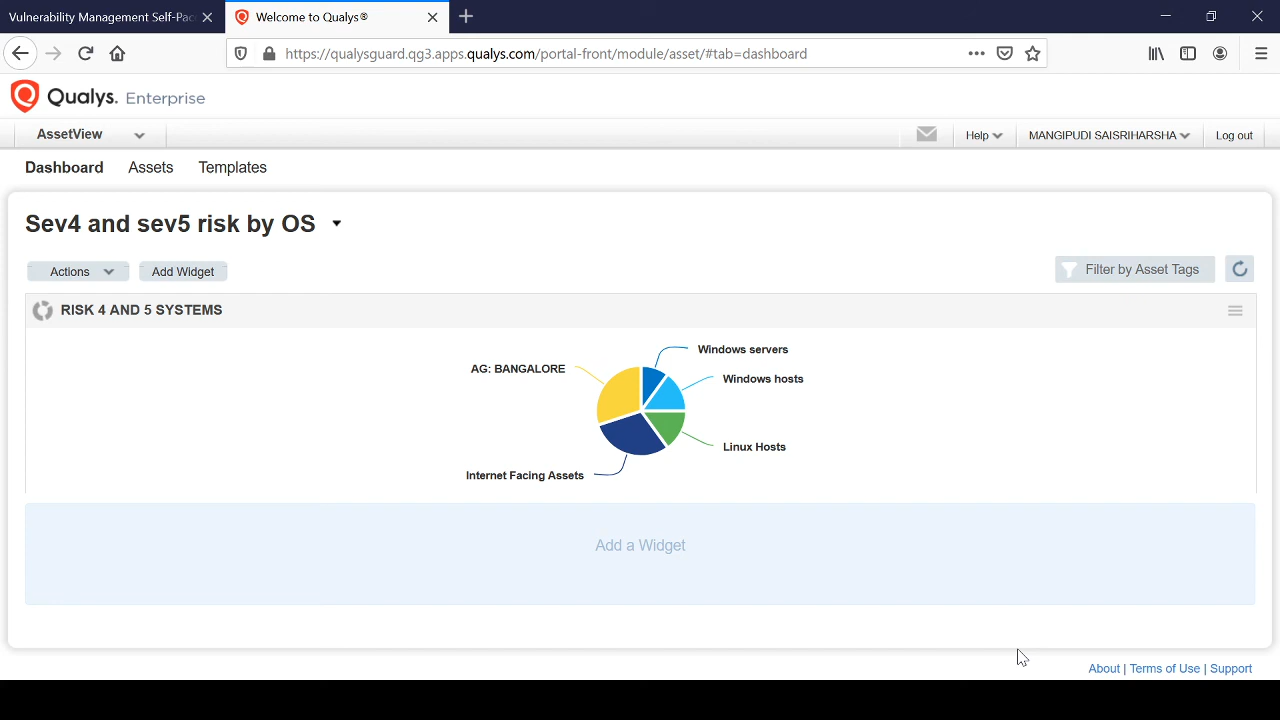 Vulnerability Management Self-Pac
Welcome to Qualys®
https://qualysguard.qg3.apps.qualys.com/portal-front/module/asset/#tab=dashboard
Qualys. Enterprise
AssetView
Help
MANGIPUDI SAISRIHARSHA
Log out
Dashboard
Assets
Templates
Sev4 and sev5 risk by OS
Actions
Add Widget
Filter by Asset Tags
RISK 4 AND 5 SYSTEMS
Windows servers
AG: BANGALORE
Windows hosts
Linux Hosts
Internet Facing Assets
Add a Widget
About | Terms of Use | Support